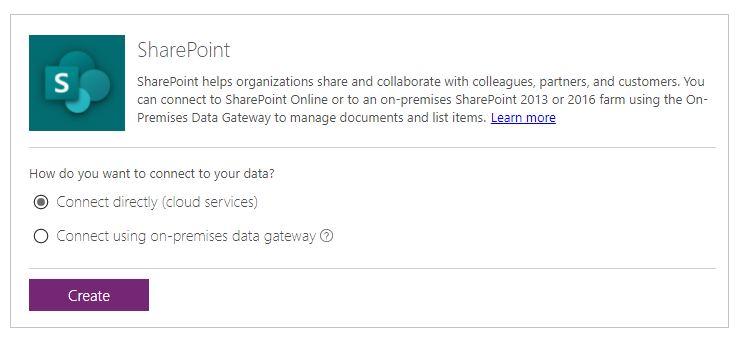 SharePoint
SharePoint helps organizations share and collaborate with colleagues, partners, and customers. You
can connect to SharePoint Online or to an on-premises SharePoint 2013 or 2016 farm using the On-
Premises Data Gateway to manage documents and list items. Learn more
How do you want to connect to your data?
Connect directly (cloud services)
Connect using on-premises data gateway ?
Create